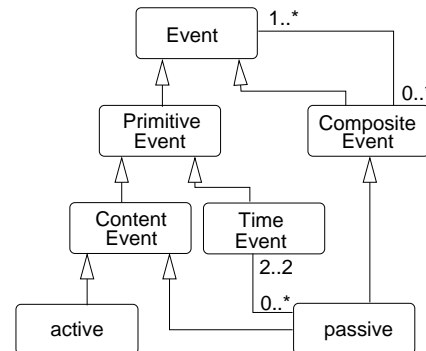 Event
1..*
0..*
Primitive
Event
Composite
Event
Content
Event
Time
Event
2..2
0..*
active
passive